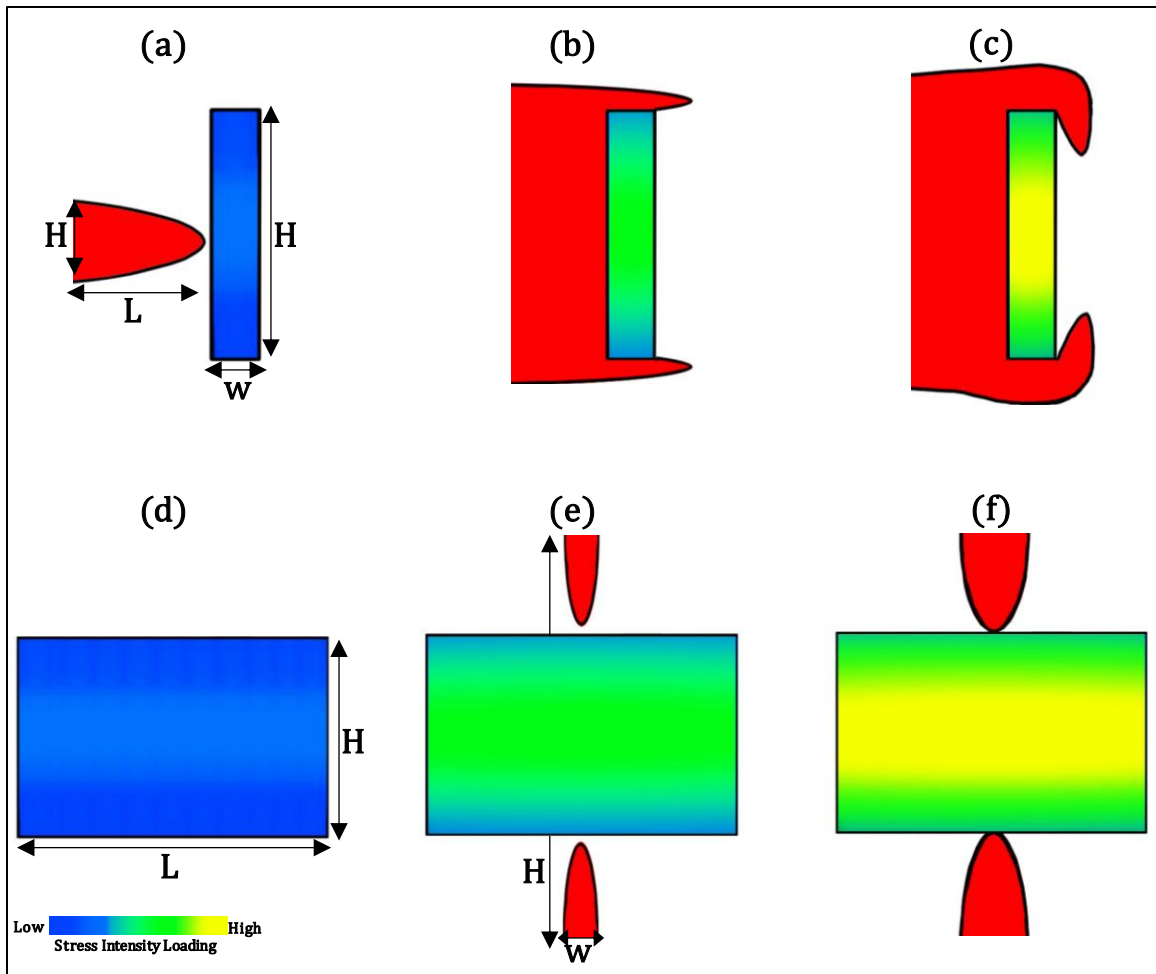 (a)
(b)
(c)
H
H
L
w
(d)
(e)
(f)
H
L
H
w
Low
High
Stress Intensity Loading